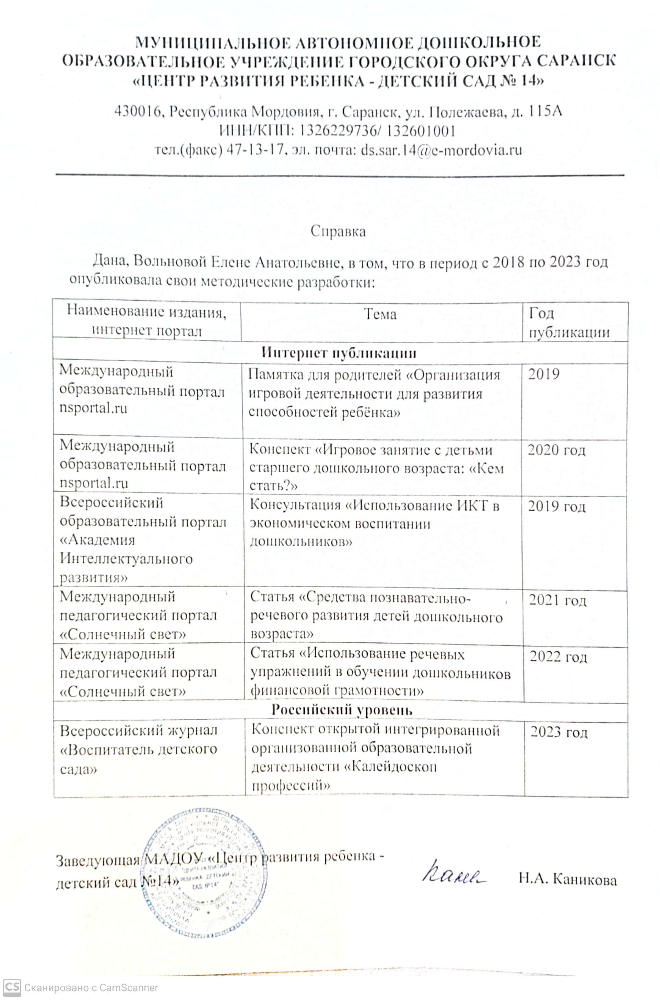 МУНИЦИПАЛЬНОЕ АВТОНОМНОЕ ДОШКОЛЬНОЕ
ОБРАЗОВАТЕЛЬНОЕ УЧРЕЖДЕНИЕ ГОРОДСКОГО ОКРУГА САРАНСК
«ЦЕНТР РАЗВИТИЯ РЕБЕНКА - ДЕТСКИЙ САД № 14»
430016, Республика Мордовия, г. Саранск, ул. Полежаева, д. 115А
ИНН/КПП: 1326229736/ 132601001
тел.(факс) 47-13-17, эл. почта: ds.sar.14@e-mordovia.ru
Справка
Дана, Вольновой Елене Анатольевне, в том, что в период с 2018 по 2023 год
опубликовала свои методические разработки:
Наименование издания,
интернет портал
Тема
Год
публикации
Интернет публикации
Международный
образовательный портал
nsportal.ru
Памятка для родителей «Организация
игровой деятельности для развития
способностей ребёнка»
2019
Международный
образовательный портал
nsportal.ru
Конспект «Игровое занятие с детьми
старшего дошкольного возраста: «Кем
стать?»
2020 год
Всероссийский
образовательный портал
«Академия
Интеллектуального
развития»
Консультация «Использование ИКТ в
экономическом воспитании
дошкольников»
2019 год
Международный
педагогический портал
«Солнечный свет»
Статья «Средства познавательно-
речевого развития детей дошкольного
возраста»
2021 год
Международный
педагогический портал
«Солнечный свет»
Статья «Использование речевых
упражнений в обучении дошкольников
финансовой грамотности»
2022 год
Российский уровень
Всероссийский журнал
«Воспитатель детского
сада»
Конспект открытой интегрированной
организованной образовательной
деятельности «Калейдоскоп
профессий»
2023 год
Заведующая МАДОУ «Центр развития ребенка -
детский сад №14»
Н.А. Каникова
CS Сканировано с CamScanner